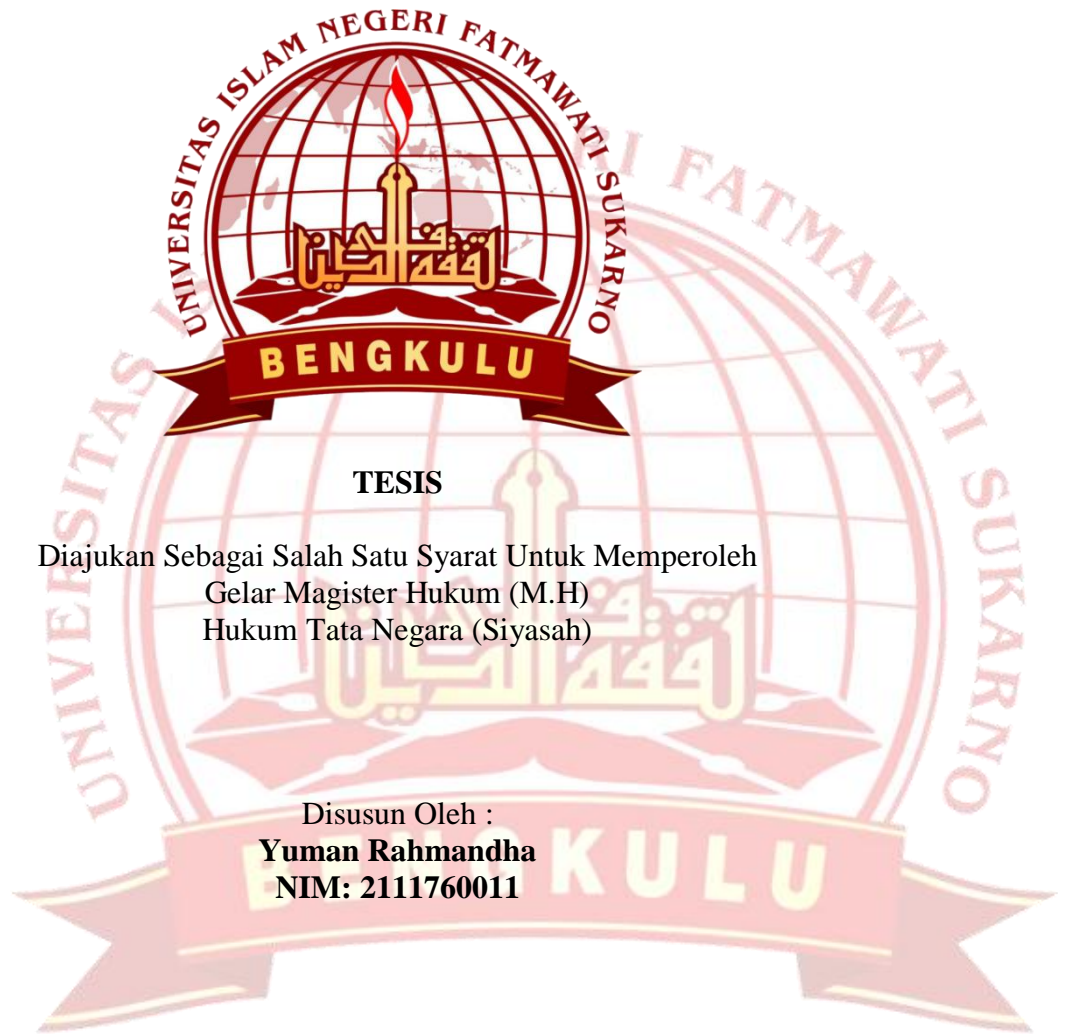 UNIVERSITAS ISLAM NEGERI FATMAWATI SUKARNO
BENGKULU
TESIS
Diajukan Sebagai Salah Satu Syarat Untuk Memperoleh
Gelar Magister Hukum (M.H)
Hukum Tata Negara (Siyasah)
Disusun Oleh :
Yuman Rahmandha
NIM: 2111760011